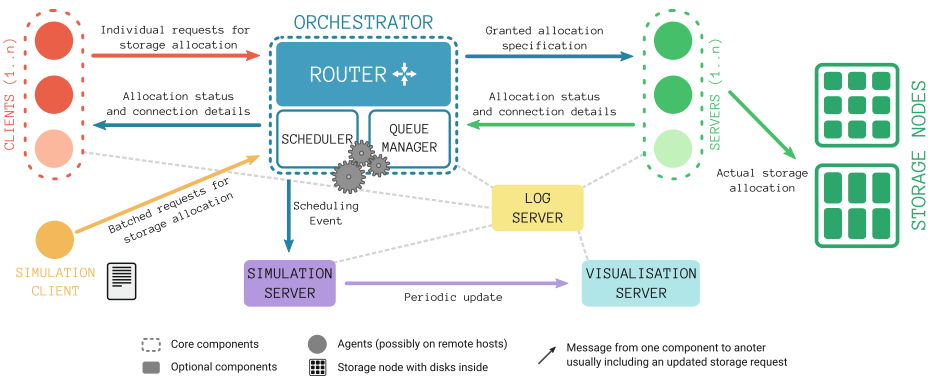 ORCHESTRATOR
Individual requests for
storage allocation
Granted allocation
specification
ROUTER
CLIENTS (1..n)
Allocation status
and connection details
SCHEDULER
QUEUE
MANAGER
Allocation status
and connection details
SERVERS (1..n)
STORAGE NODES
Actual storage
allocation
Batched requests for
storage allocation
Scheduling
Event
LOG
SERVER
SIMULATION
CLIENT
SIMULATION
SERVER
Periodic update
VISUALISATION
SERVER
Core components
Optional components
Agents (possibly on remote hosts)
Storage node with disks inside
Message from one component to anoter
usually including an updated storage request